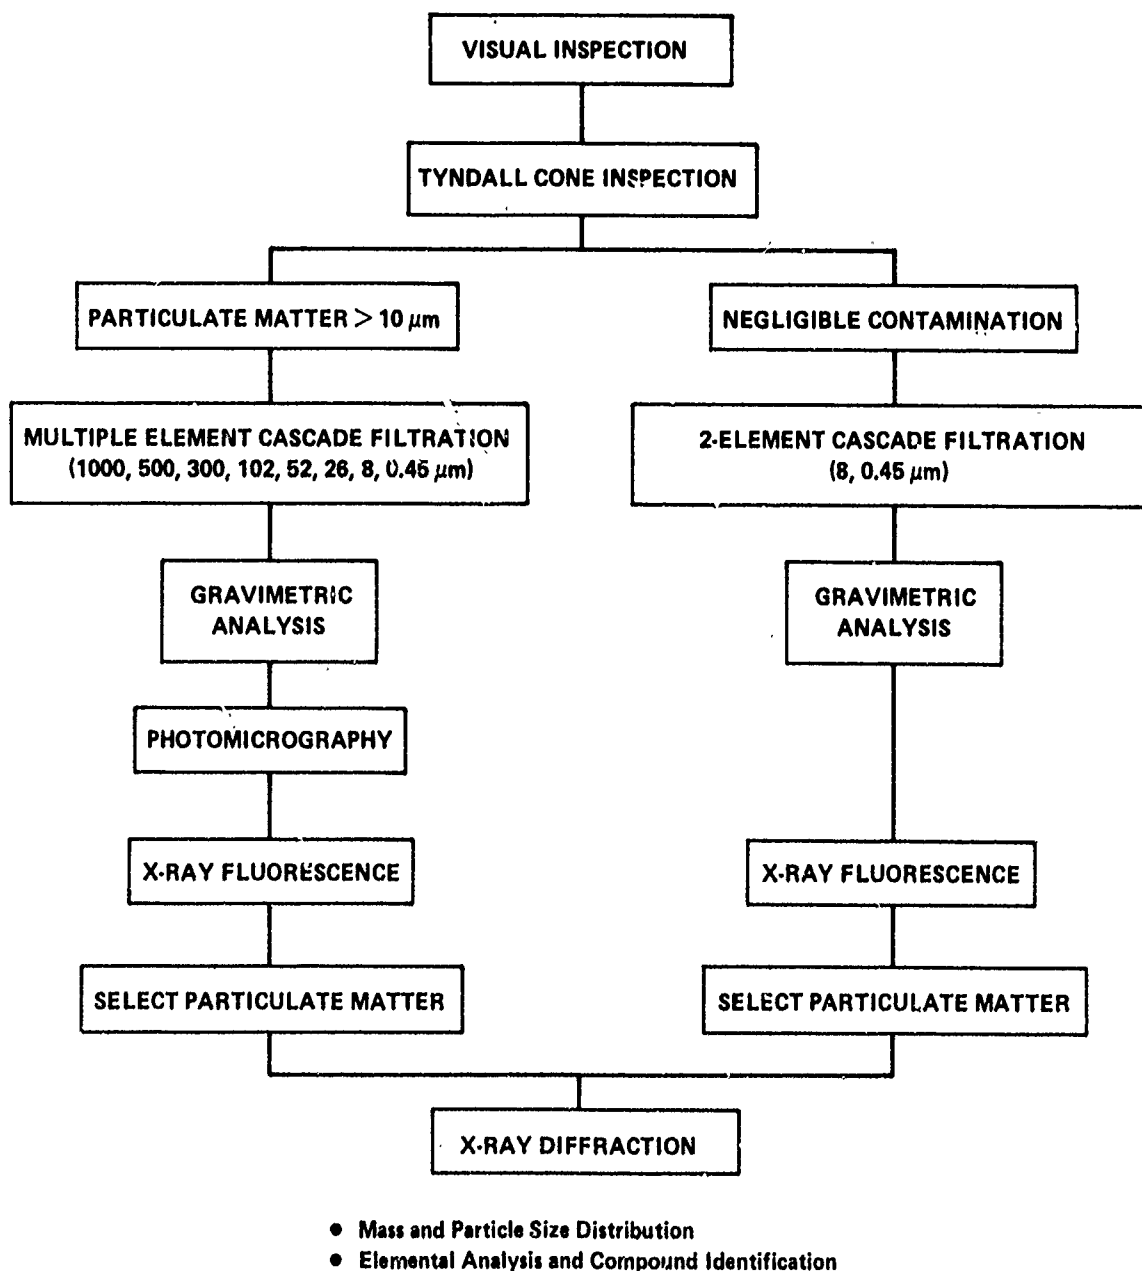 VISUAL INSPECTION
TYNDALL CONE INSPECTION
PARTICULATE MATTER > 10 μm
NEGLIGIBLE CONTAMINATION
MULTIPLE ELEMENT CASCADE FILTRATION
(1000, 500, 300, 102, 52, 26, 8, 0.45 μm)
2-ELEMENT CASCADE FILTRATION
(8, 0.45 μm)
GRAVIMETRIC
ANALYSIS
GRAVIMETRIC
ANALYSIS
PHOTOMICROGRAPHY
X-RAY FLUORESCENCE
X-RAY FLUORESCENCE
SELECT PARTICULATE MATTER
SELECT PARTICULATE MATTER
X-RAY DIFFRACTION
● Mass and Particle Size Distribution
● Elemental Analysis and Compound Identification